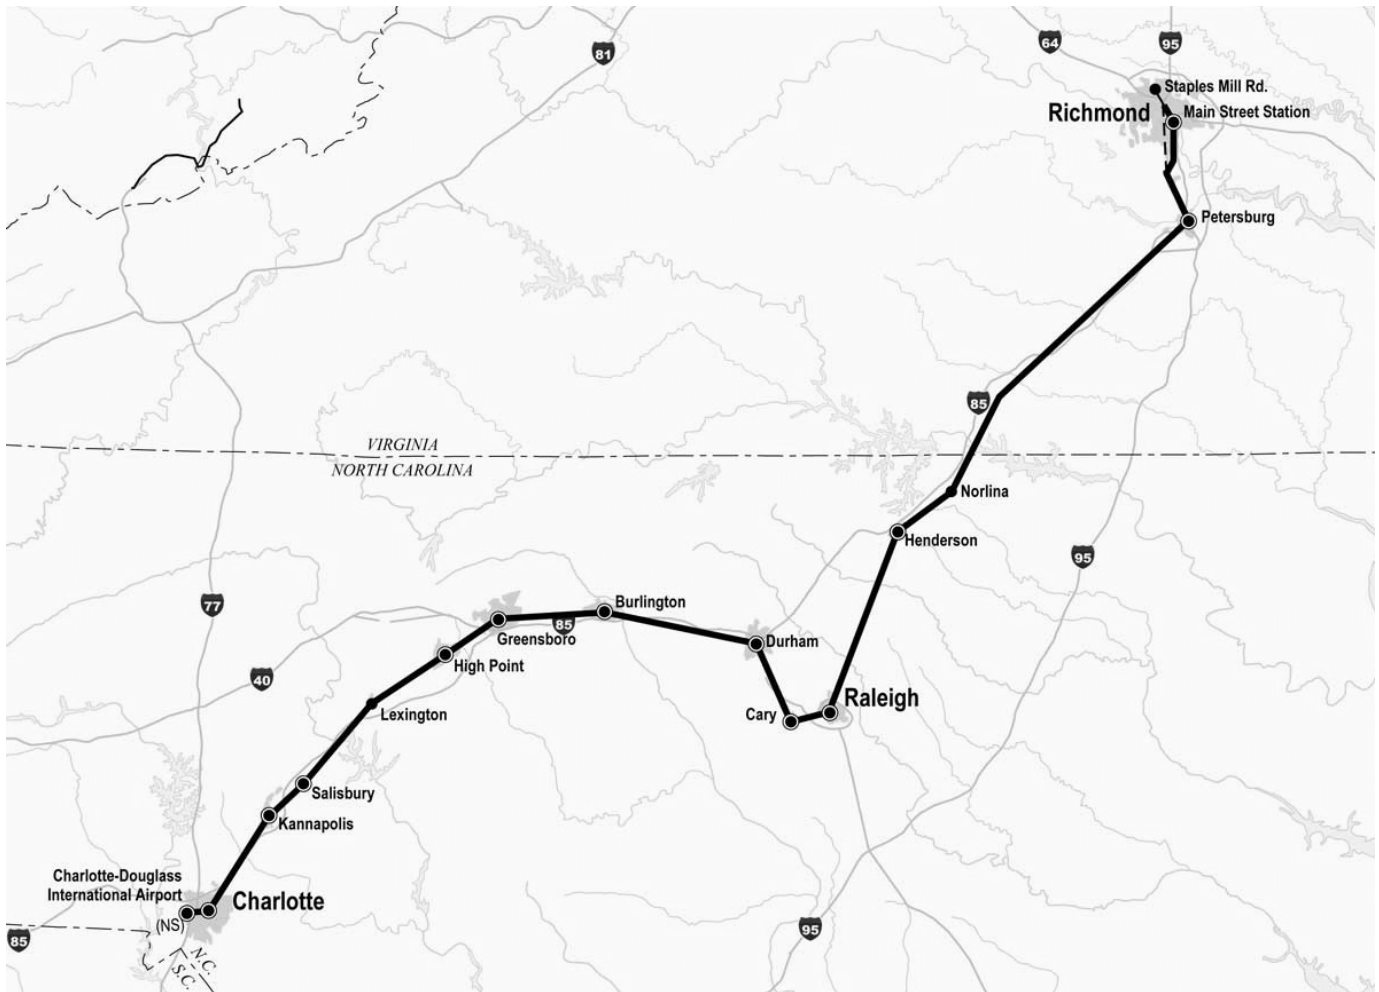 81
64
95
Staples Mill Rd.
Richmond
Main Street Station
Petersburg
85
VIRGINIA
NORTH CAROLINA
Norlina
Henderson
95
77
Burlington
85
Greensboro
Durham
High Point
40
Raleigh
Cary
Lexington
Salisbury
Kannapolis
Charlotte-Douglass
International Airport
Charlotte
(NS)
85
95
N.C.
S.C.